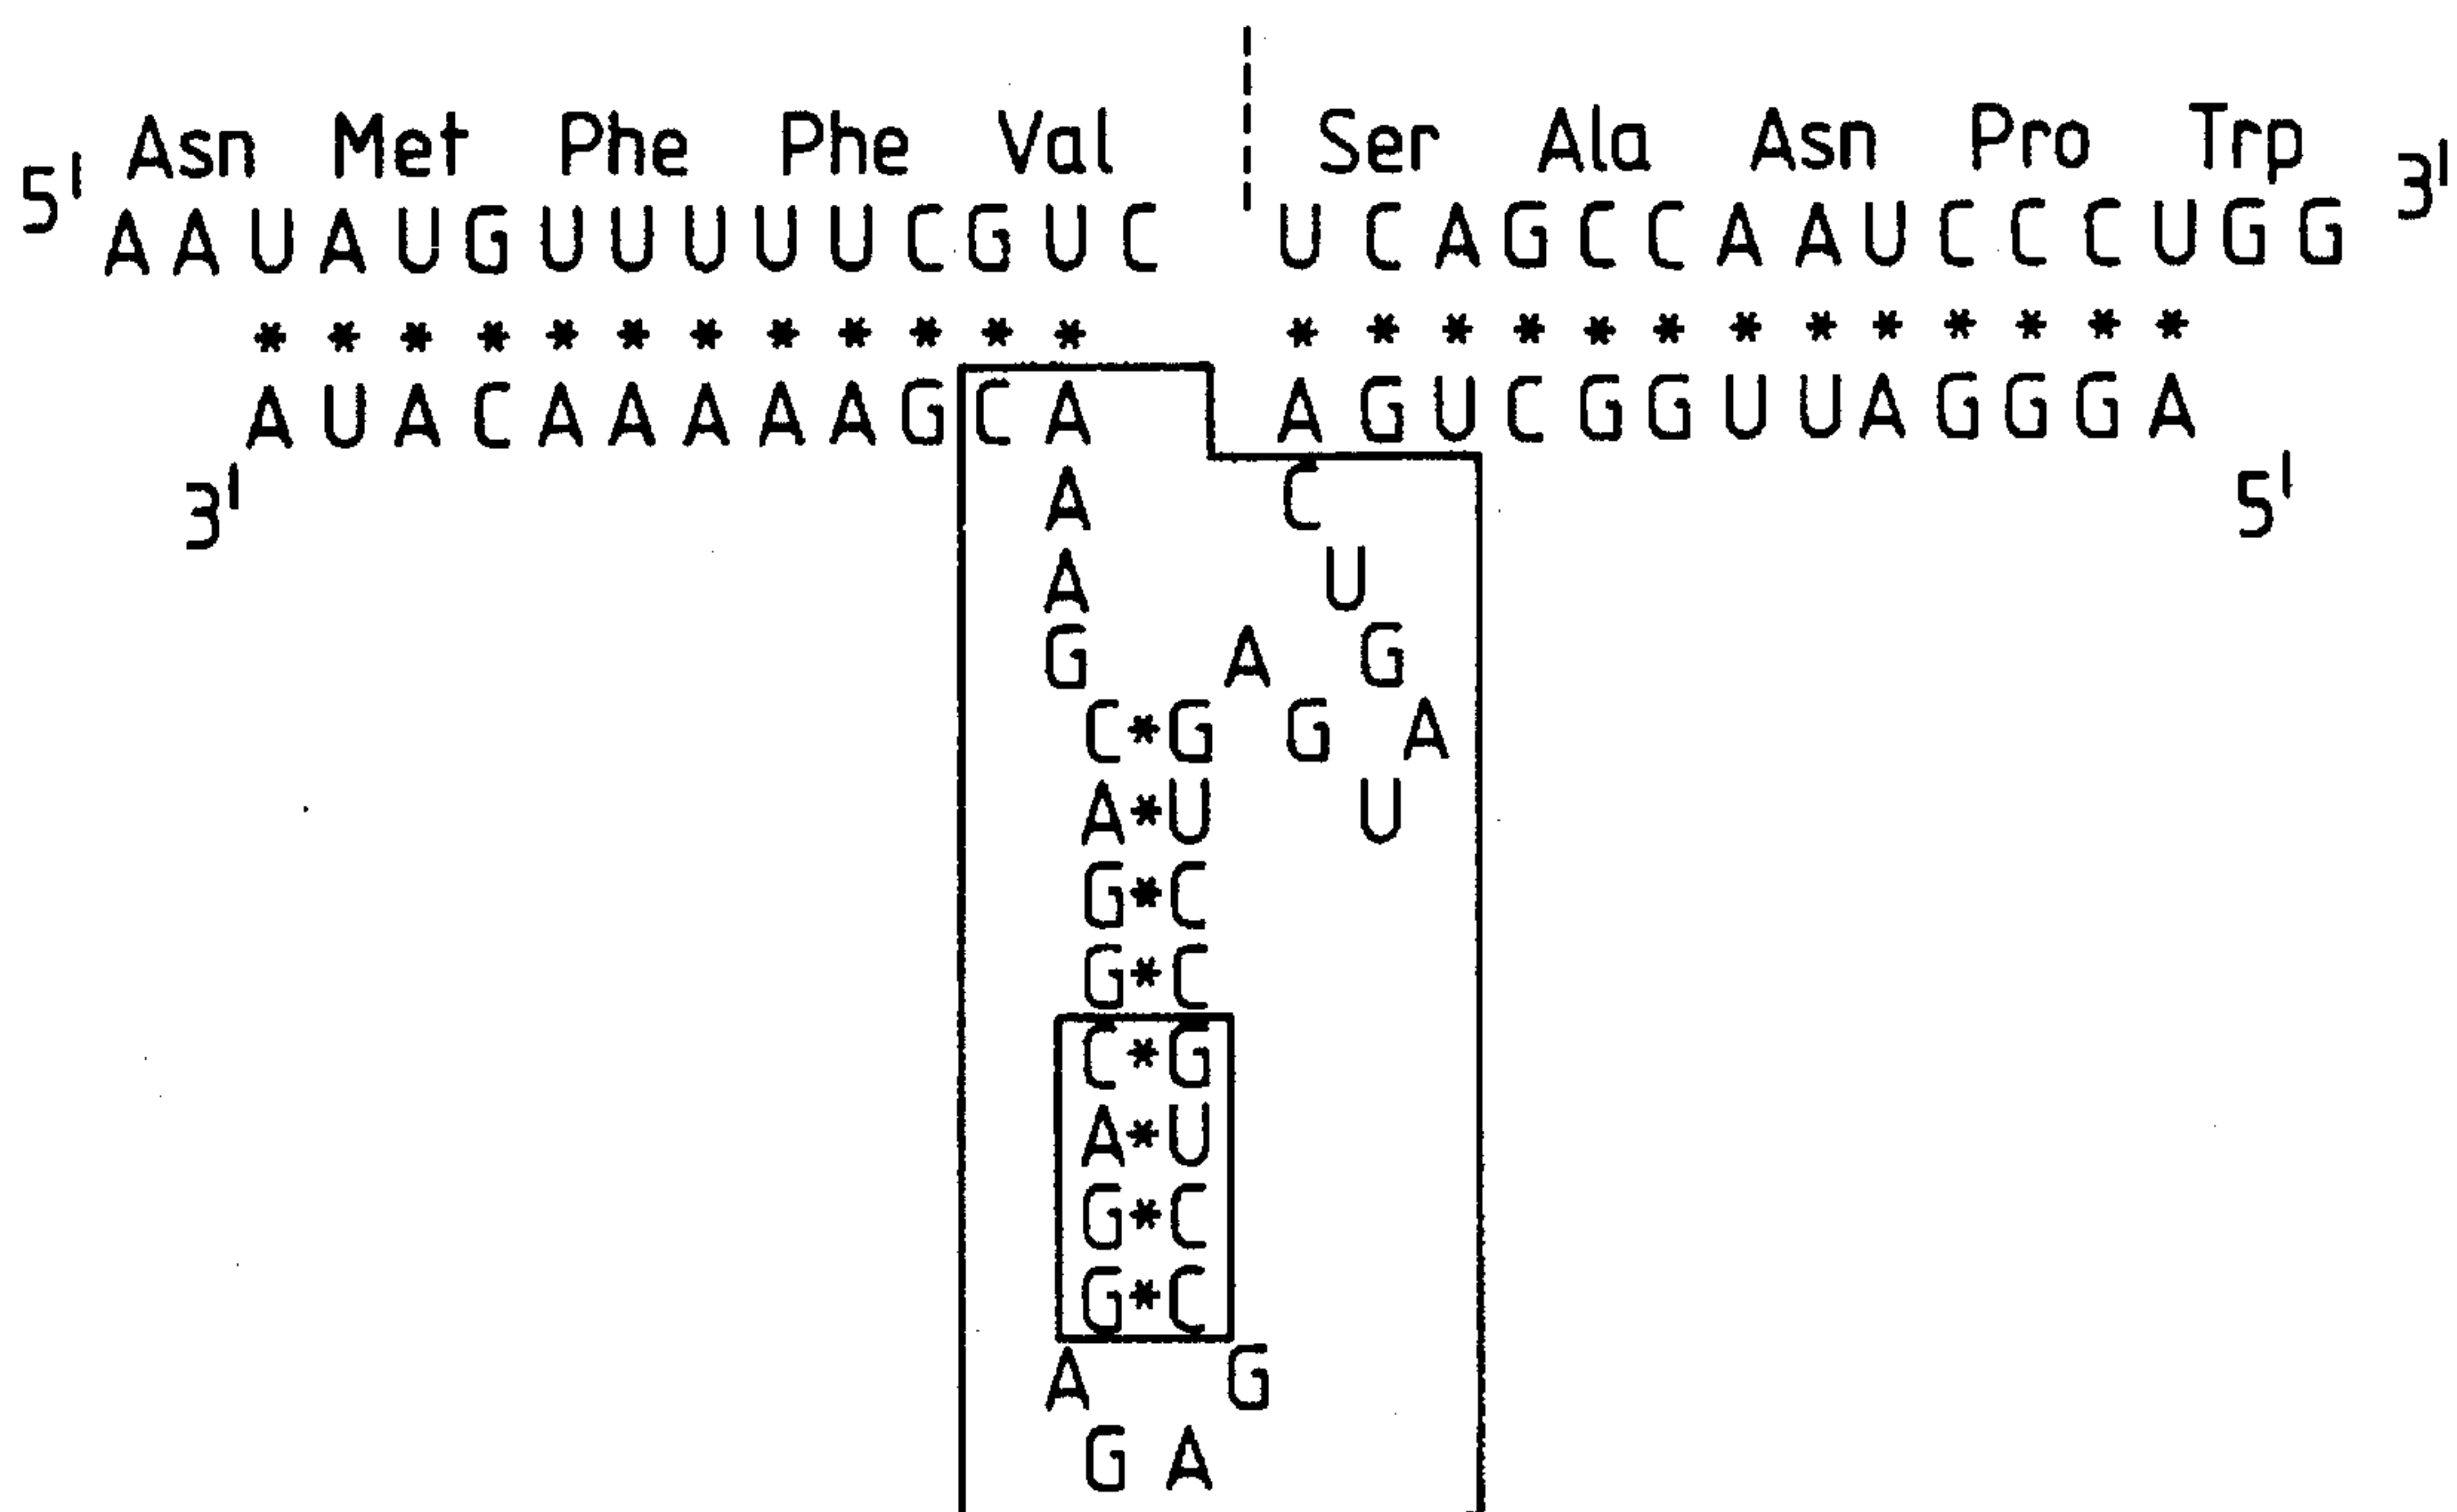 Asn Met Phe Phe Val Ser Ala Asn Pro Trp
5' AAUAUGUUUUUCGUC UCAGCCAAUCCCUGG 3'
************ *************
AUACAAAAAGCA AGUCGGUUAGGGA
3' A C 5'
A U
G A G
C*G G A
A*U U
G*C
G*C
C*G
A*U
G*C
G*C
A G
G A